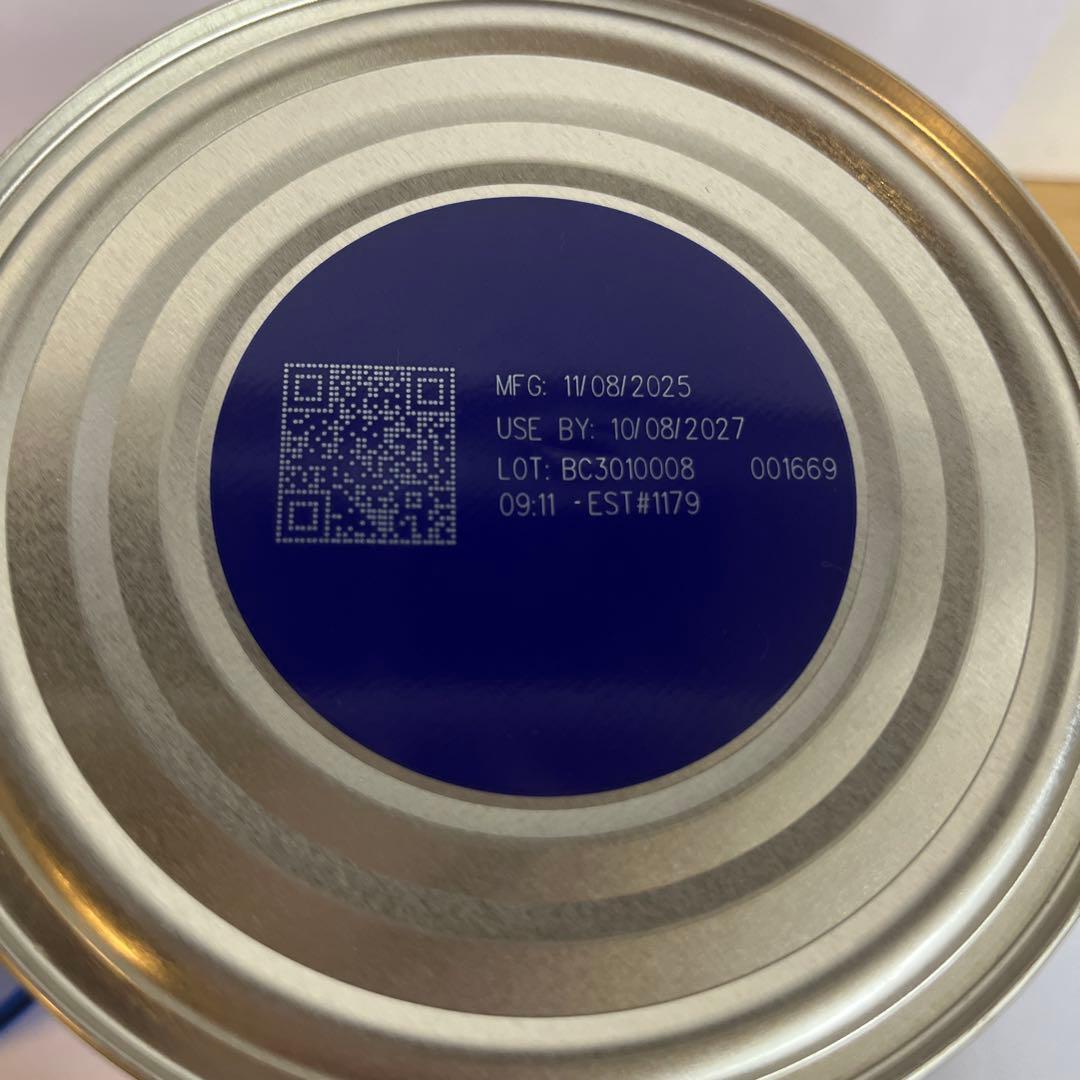 MFG: 11/08/2025
USE BY: 10/08/2027
LOT: BC3010008 001669
09:11 -EST#1179